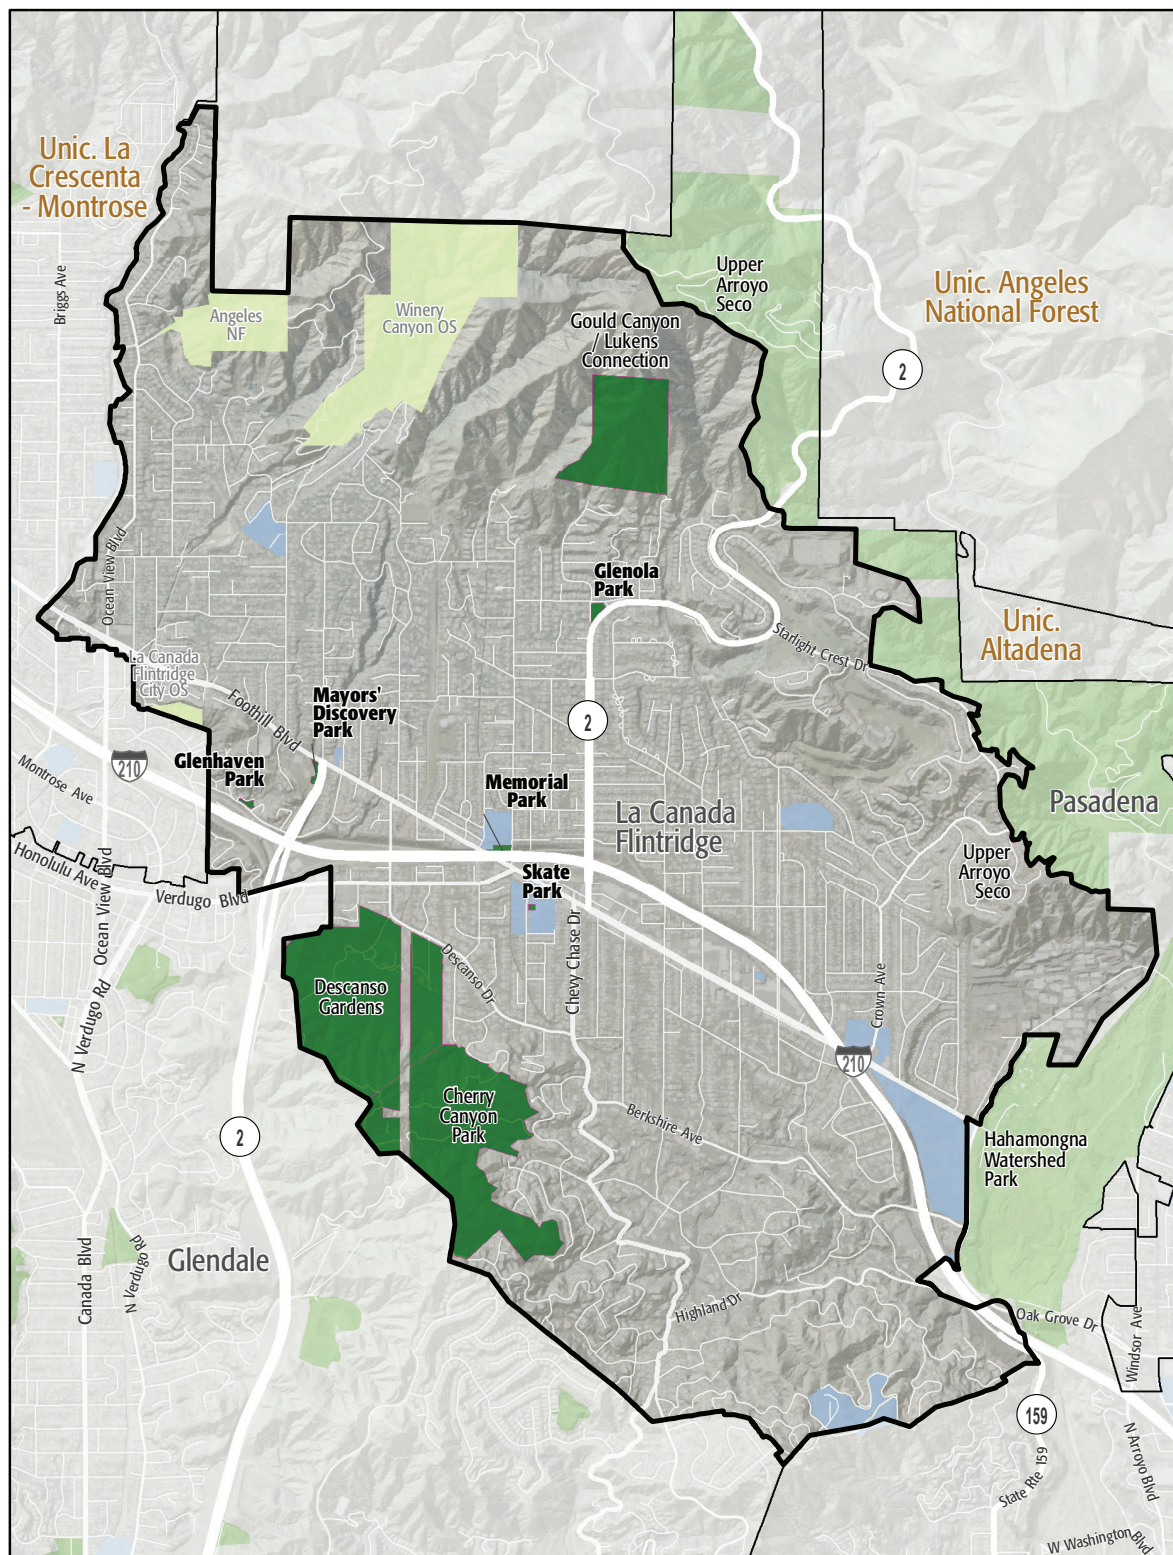 Unic. La
Crescenta
- Montrose
Briggs Ave
Angeles
NF
Winery
Canyon OS
Gould Canyon
/ Lukens
Connection
Upper
Arroyo
Seco
Unic. Angeles
National Forest
2
Ocean View Blvd
Glenola
Park
Starlight Crest Dr
Unic.
Altadena
La Canada
Flintridge
City OS
Foothill Blvd
Mayors'
Discovery
Park
2
210
Glenhaven
Park
Montrose Ave
Memorial
Park
La Canada
Flintridge
Pasadena
Honolulu Ave
Verdugo Blvd
Ocean View Blvd
Skate
Park
Upper
Arroyo
Seco
Descanso Dr
Chevy Chase Dr
Crown Ave
Descanso
Gardens
N Verdugo Rd
210
Cherry
Canyon
Park
Berkshire Ave
2
Hahamongna
Watershed
Park
Glendale
Canada Blvd
N Verdugo Rd
Highland Dr
Oak Grove Dr
Windsor Ave
159
State Rte 159
N Arroyo Blvd
W Washington Blvd